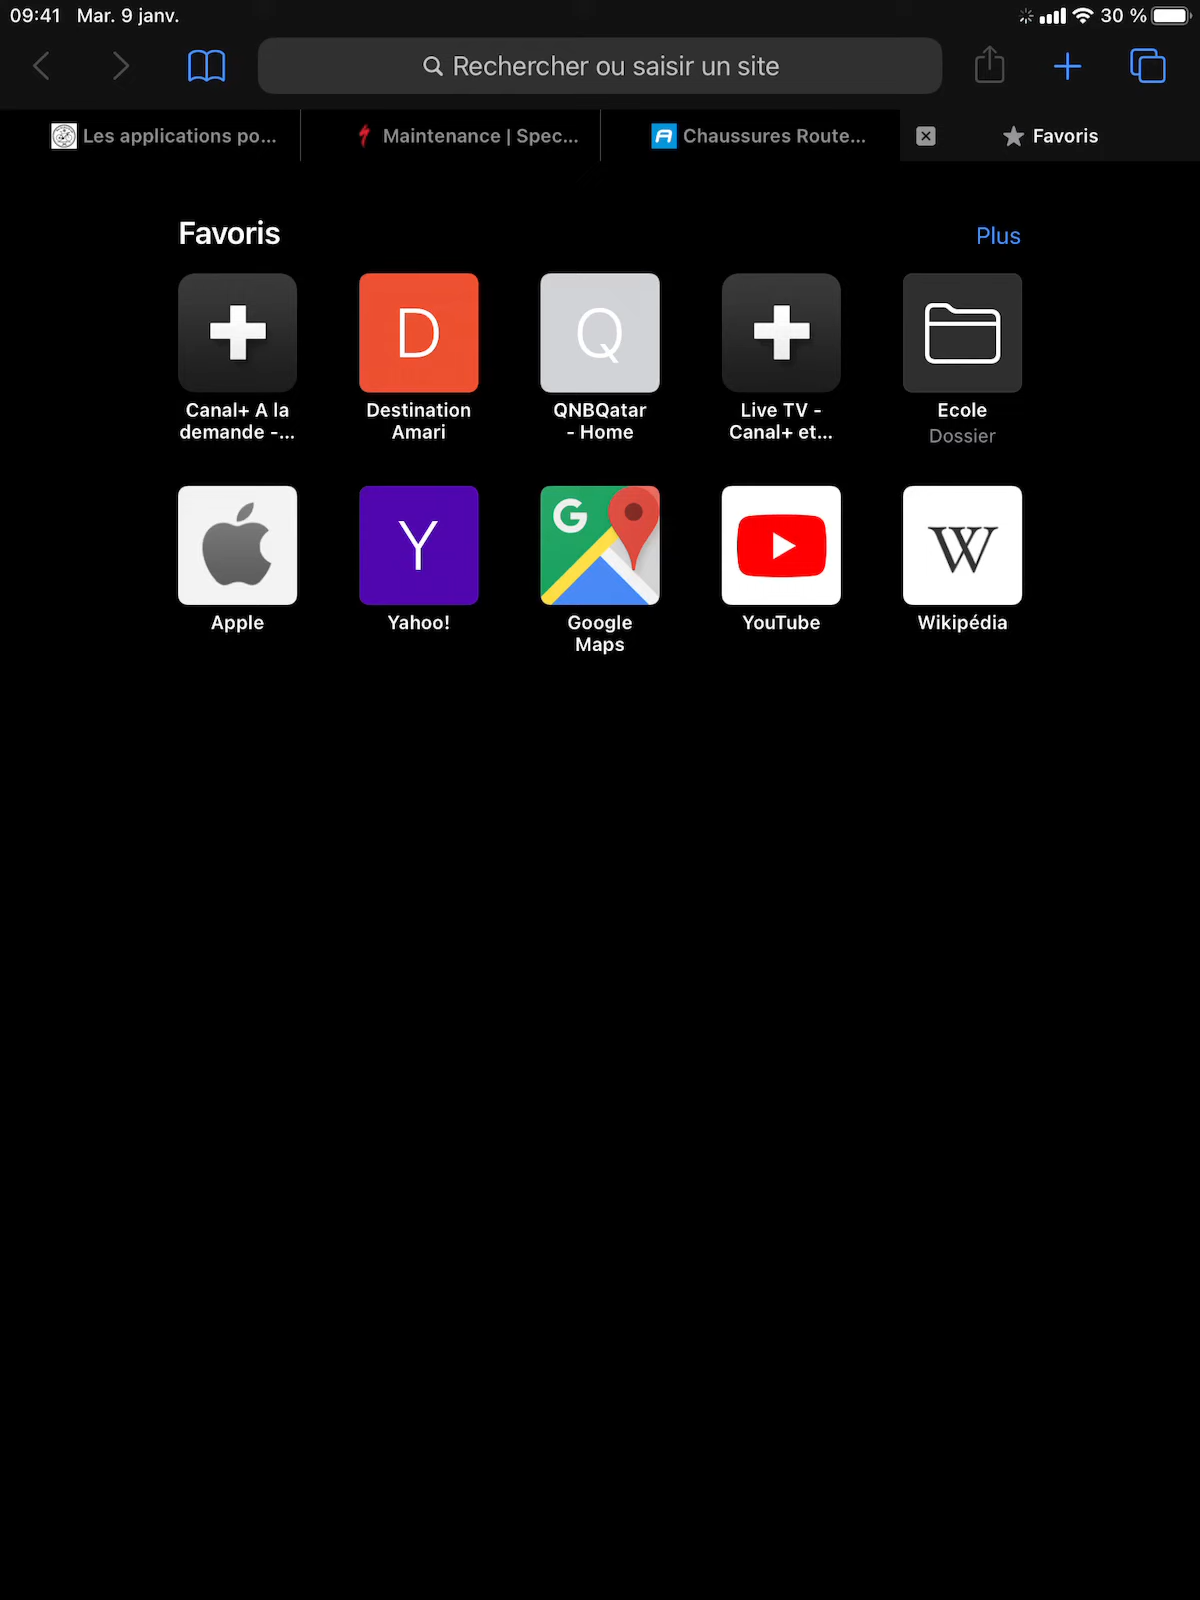 09:41 Mar. 9 janv. 30 %
Rechercher ou saisir un site
Les applications po... Maintenance | Spec... Chaussures Route... Favoris
Favoris Plus
D Q
Canal+ A la
demande -...
Destination
Amari
QNBQatar
- Home
Live TV -
Canal+ et...
Ecole
Dossier
Y G W
Apple
Yahoo!
Google
Maps
YouTube
Wikipédia